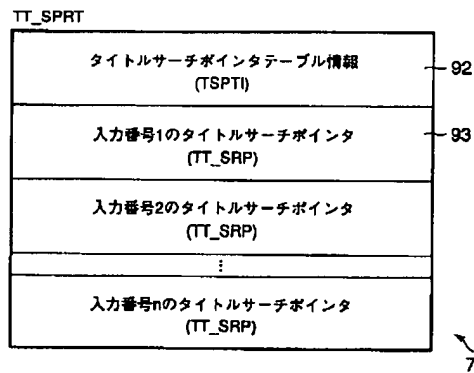 TT_SPRT
タイトルサーチポインタテーブル情報
(TSPTI)
92
入力番号1のタイトルサーチポインタ
(TT_SRP)
93
入力番号2のタイトルサーチポインタ
(TT_SRP)
⋮
入力番号nのタイトルサーチポインタ
(TT_SRP)